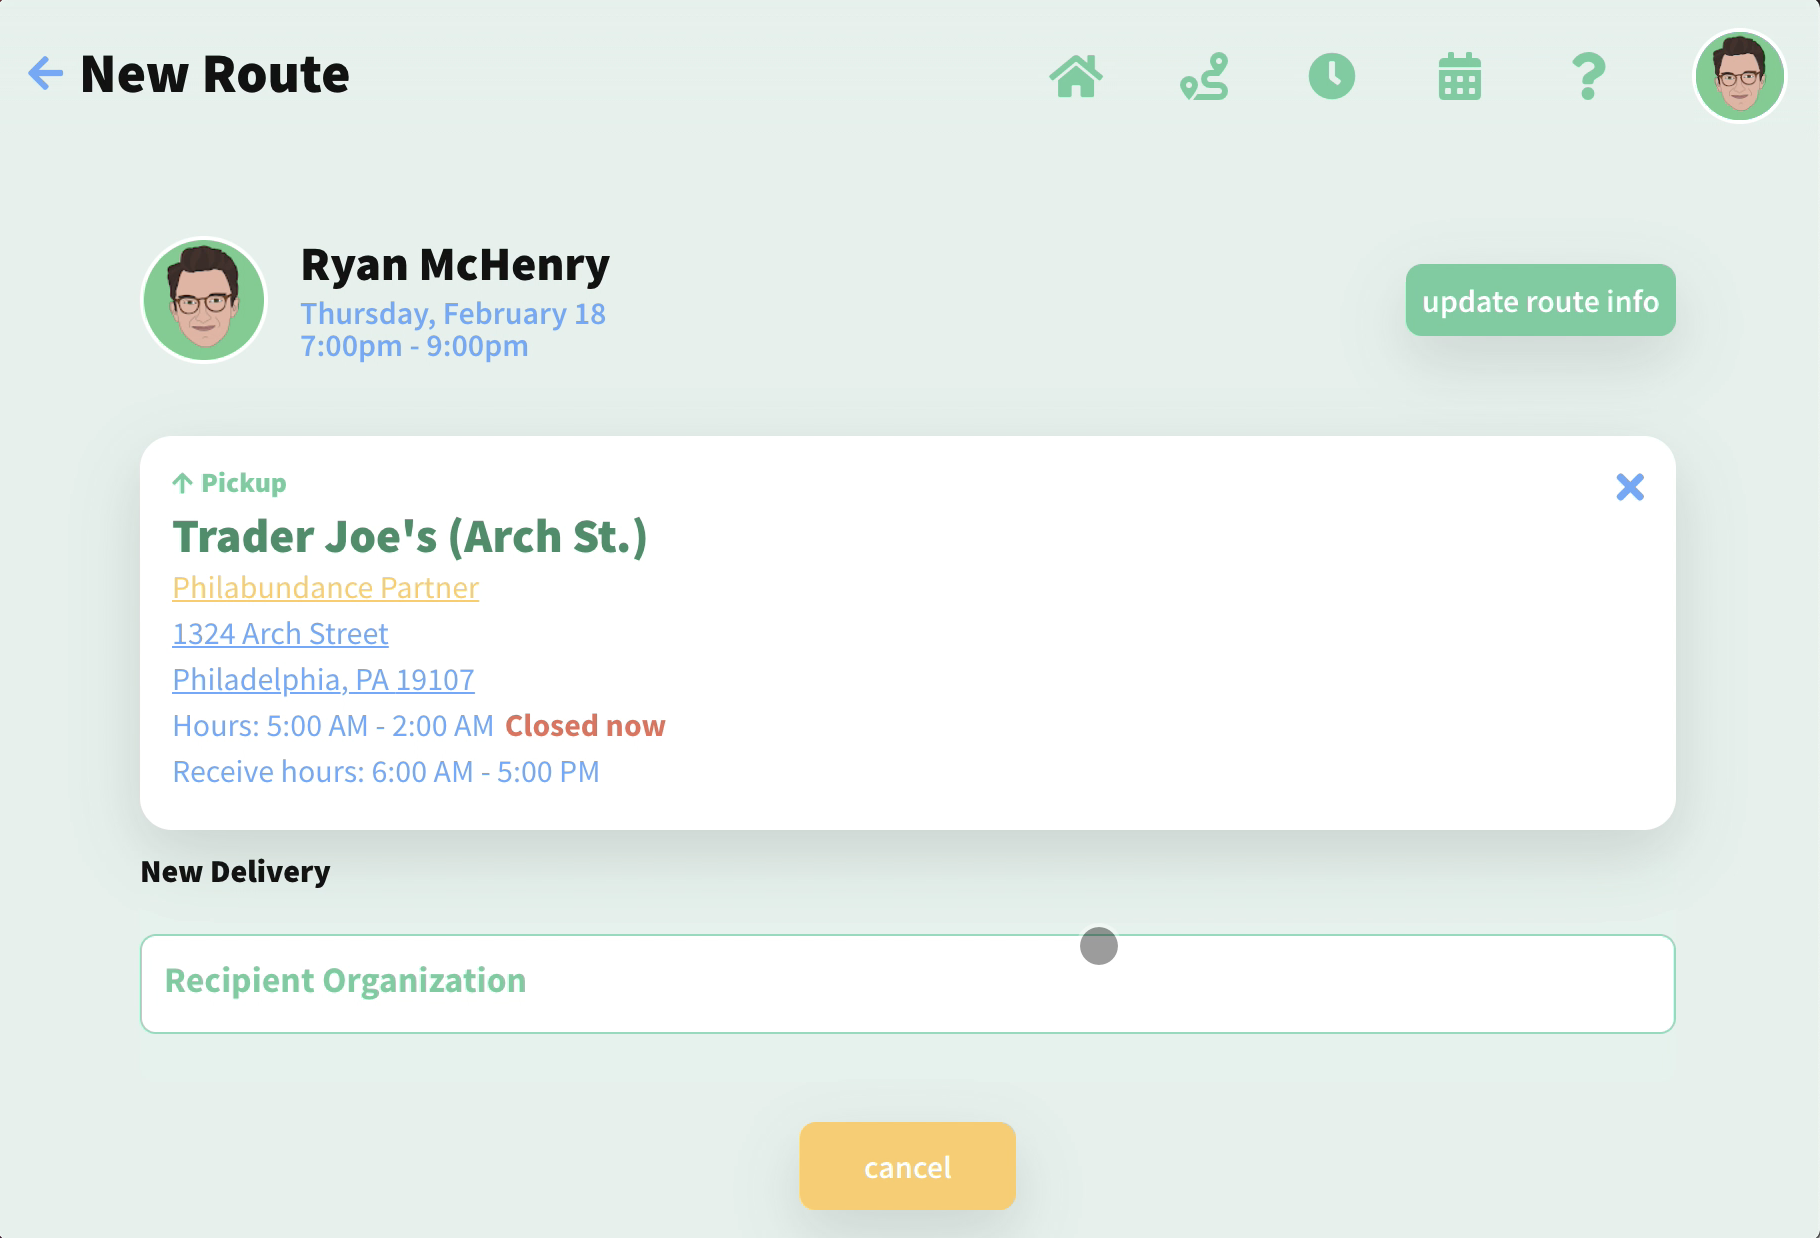 New Route
Ryan McHenry
Thursday, February 18
7:00pm - 9:00pm
update route info
Pickup
Trader Joe's (Arch St.)
Philabundance Partner
1324 Arch Street
Philadelphia, PA 19107
Hours: 5:00 AM - 2:00 AM Closed now
Receive hours: 6:00 AM - 5:00 PM
New Delivery
Recipient Organization
cancel